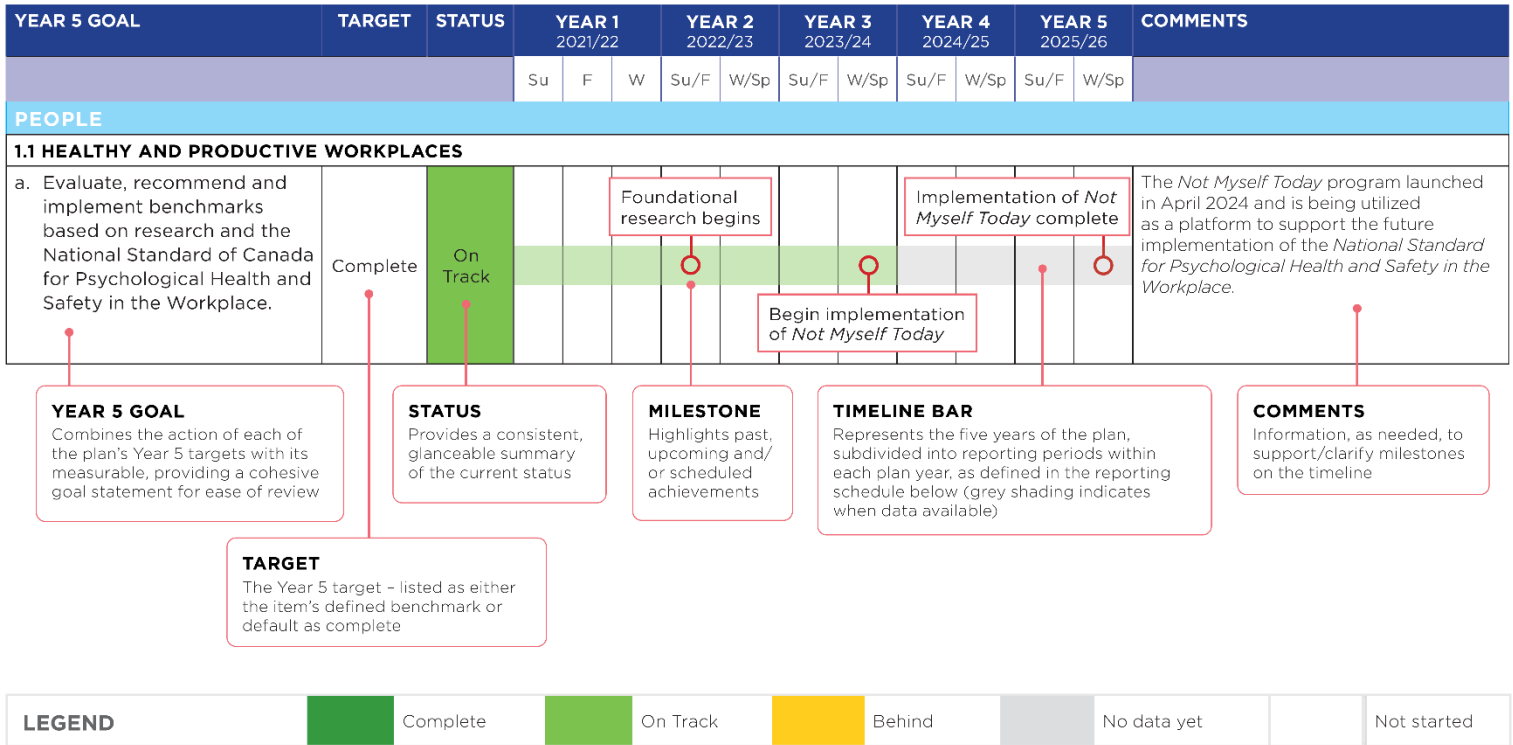 YEAR 5 GOAL
TARGET
STATUS
YEAR 1
2021/22
YEAR 2
2022/23
YEAR 3
2023/24
YEAR 4
2024/25
YEAR 5
2025/26
COMMENTS
Su
F
W
Su/F
W/Sp
Su/F
W/Sp
Su/F
W/Sp
Su/F
W/Sp
PEOPLE
1.1 HEALTHY AND PRODUCTIVE WORKPLACES
a. Evaluate, recommend and
implement benchmarks
based on research and the
National Standard of Canada
for Psychological Health and
Safety in the Workplace.
Complete
On
Track
Foundational
research begins
Begin implementation
of Not Myself Today
Implementation of Not
Myself Today complete
The Not Myself Today program launched
in April 2024 and is being utilized
as a platform to support the future
implementation of the National Standard
for Psychological Health and Safety in the
Workplace.
YEAR 5 GOAL
Combines the action of each of
the plan's Year 5 targets with its
measurable, providing a cohesive
goal statement for ease of review
STATUS
Provides a consistent,
glanceable summary
of the current status
MILESTONE
Highlights past,
upcoming and/
or scheduled
achievements
TIMELINE BAR
Represents the five years of the plan,
subdivided into reporting periods within
each plan year, as defined in the reporting
schedule below (grey shading indicates
when data available)
COMMENTS
Information, as needed, to
support/clarify milestones
on the timeline
TARGET
The Year 5 target – listed as either
the item's defined benchmark or
default as complete
LEGEND
Complete
On Track
Behind
No data yet
Not started